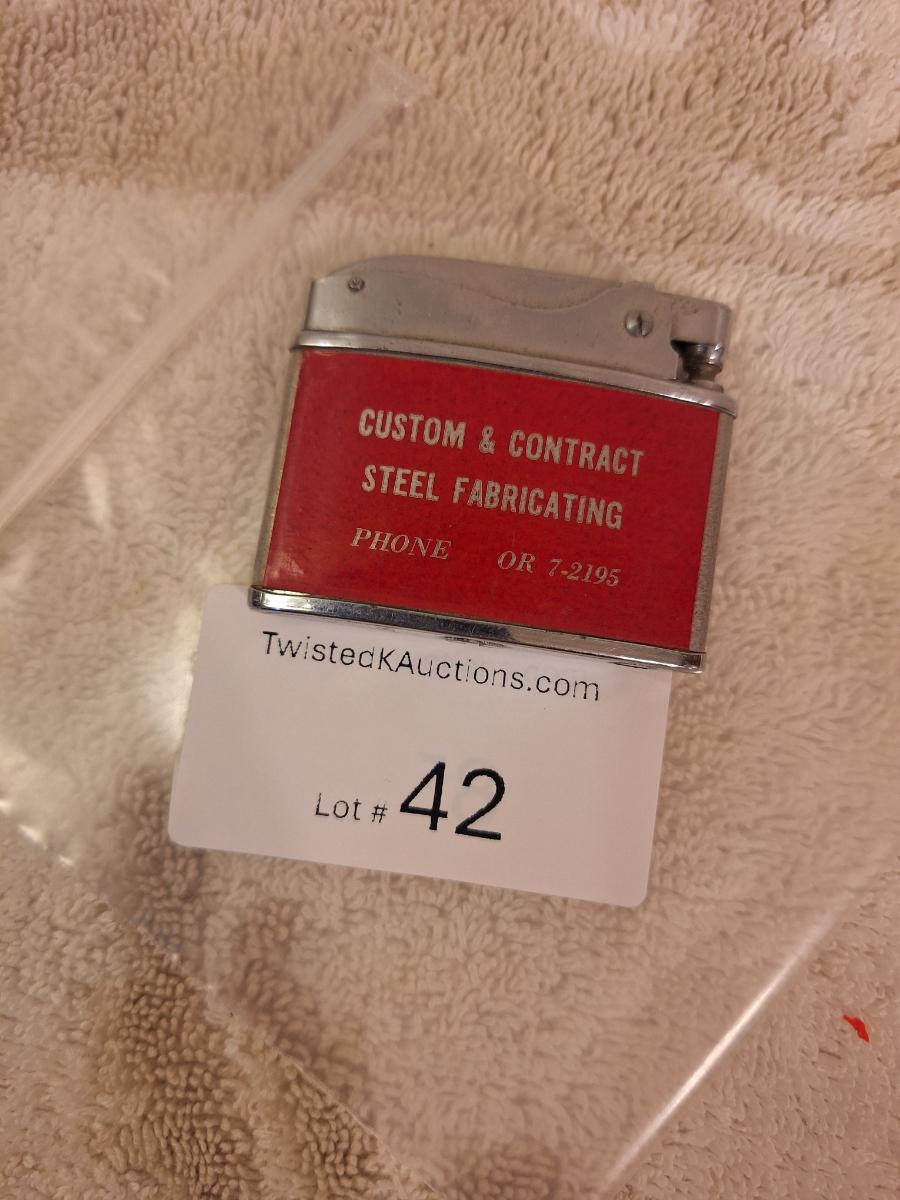 CUSTOM & CONTRACT
STEEL FABRICATING
PHONE OR 7-2195
TwistedKAuctions.com
Lot # 42